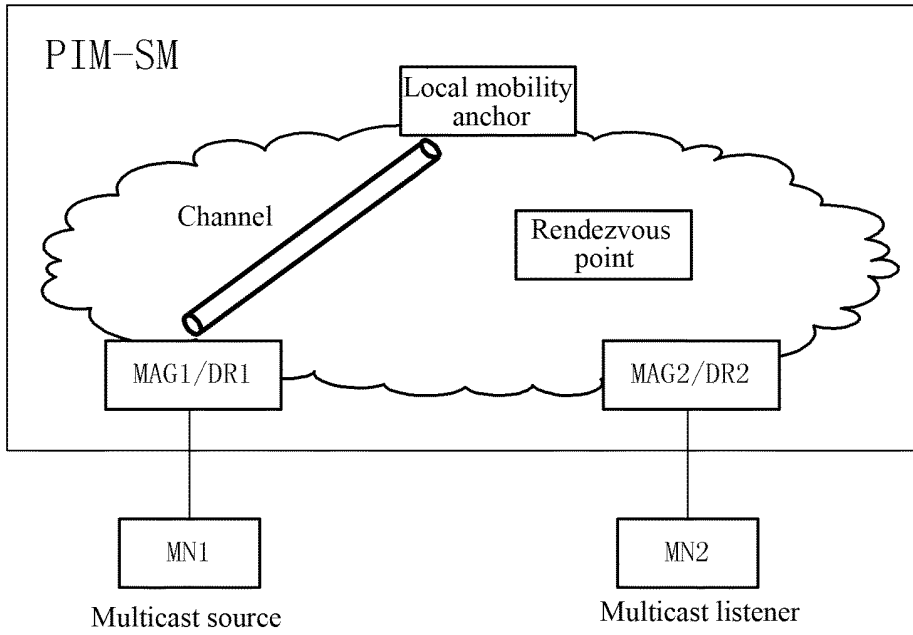 PIM-SM
Local mobility
anchor
Channel
Rendezvous
point
MAG1/DR1
MAG2/DR2
MN1
MN2
Multicast source
Multicast listener